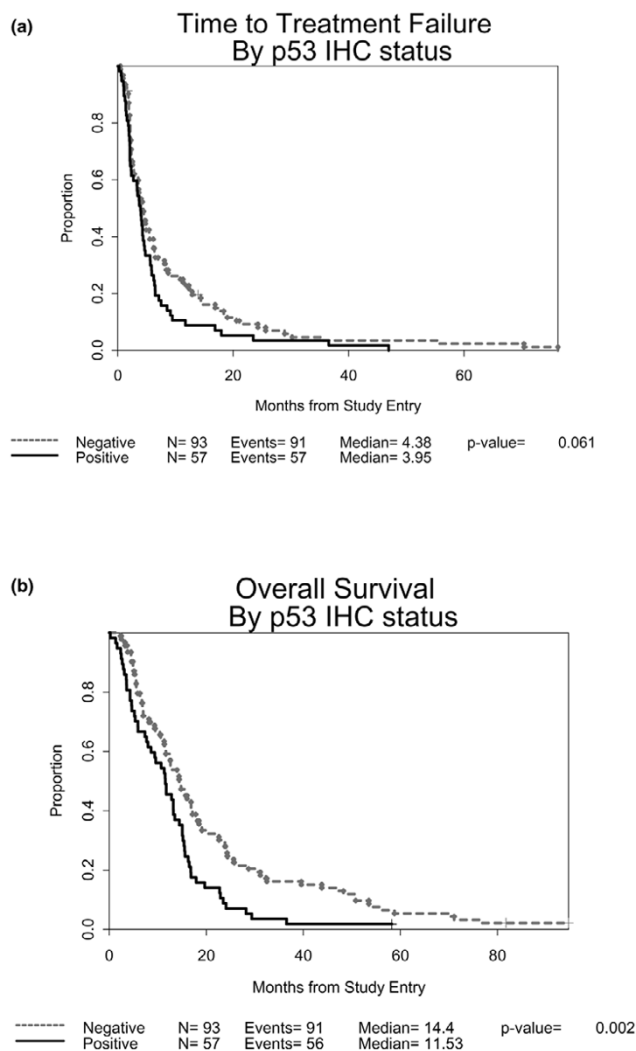 (a)
Time to Treatment Failure
By p53 IHC status
Proportion
0.8
0.6
0.4
0.2
0.0
0 20 40 60
Months from Study Entry
Negative N= 93 Events= 91 Median= 4.38 p-value= 0.061
Positive N= 57 Events= 57 Median= 3.95
(b)
Overall Survival
By p53 IHC status
Proportion
0.8
0.6
0.4
0.2
0.0
0 20 40 60 80
Months from Study Entry
Negative N= 93 Events= 91 Median= 14.4 p-value= 0.002
Positive N= 57 Events= 56 Median= 11.53